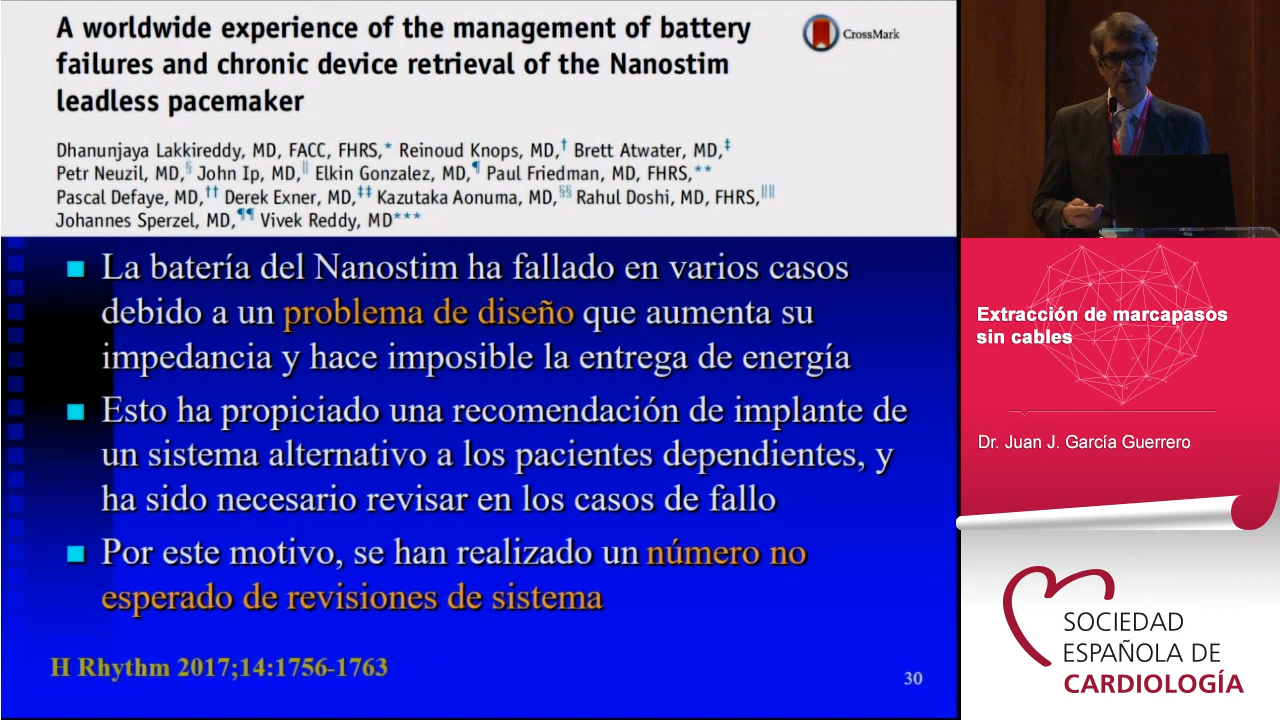 A worldwide experience of the management of battery
failures and chronic device retrieval of the Nanostim
leadless pacemaker
CrossMark
Dhanunjaya Lakkireddy, MD, FACC, FHRS,* Reinoud Knops, MD,† Brett Atwater, MD,‡
Petr Neuzil, MD,§ John Ip, MD,‖ Elkin Gonzalez, MD,¶ Paul Friedman, MD, FHRS,**
Pascal Defaye, MD,†† Derek Exner, MD,‡‡ Kazutaka Aonuma, MD,§§ Rahul Doshi, MD, FHRS,‖‖
Johannes Sperzel, MD,¶¶ Vivek Reddy, MD***
La batería del Nanostim ha fallado en varios casos
debido a un problema de diseño que aumenta su
impedancia y hace imposible la entrega de energía
Esto ha propiciado una recomendación de implante de
un sistema alternativo a los pacientes dependientes, y
ha sido necesario revisar en los casos de fallo
Por este motivo, se han realizado un número no
esperado de revisiones de sistema
H Rhythm 2017;14:1756-1763
30
Extracción de marcapasos
sin cables
Dr. Juan J. García Guerrero
SOCIEDAD
ESPAÑOLA DE
CARDIOLOGÍA